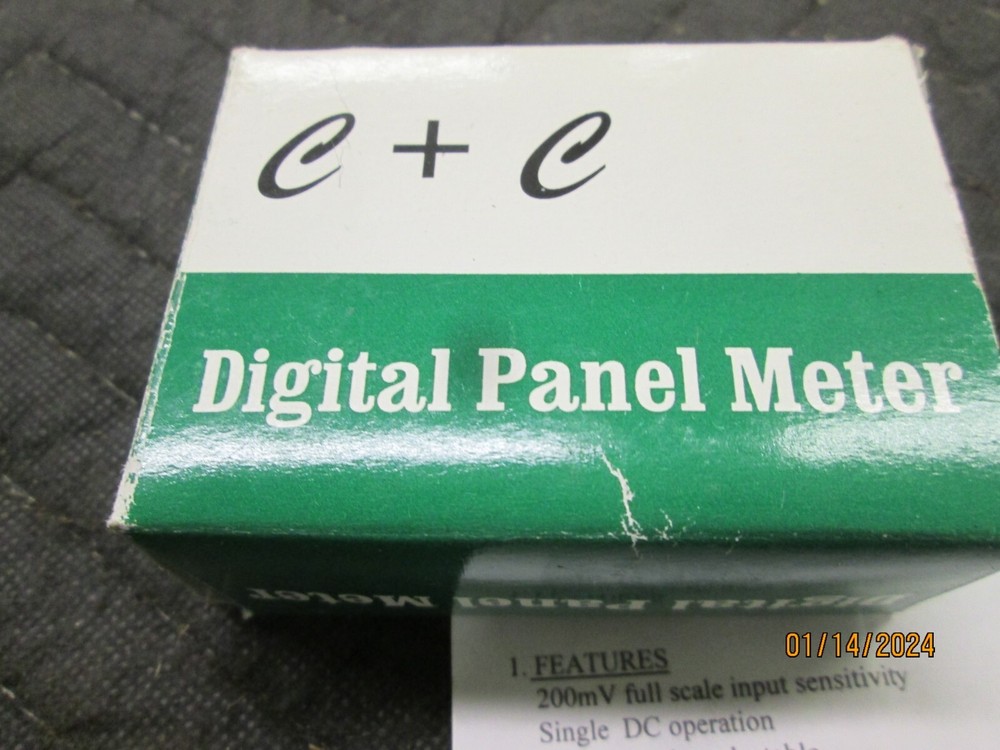 C + C
Digital Panel Meter
Digital Panel Meter
01/14/2024
1. FEATURES
200mV full scale input sensitivity
Single DC operation